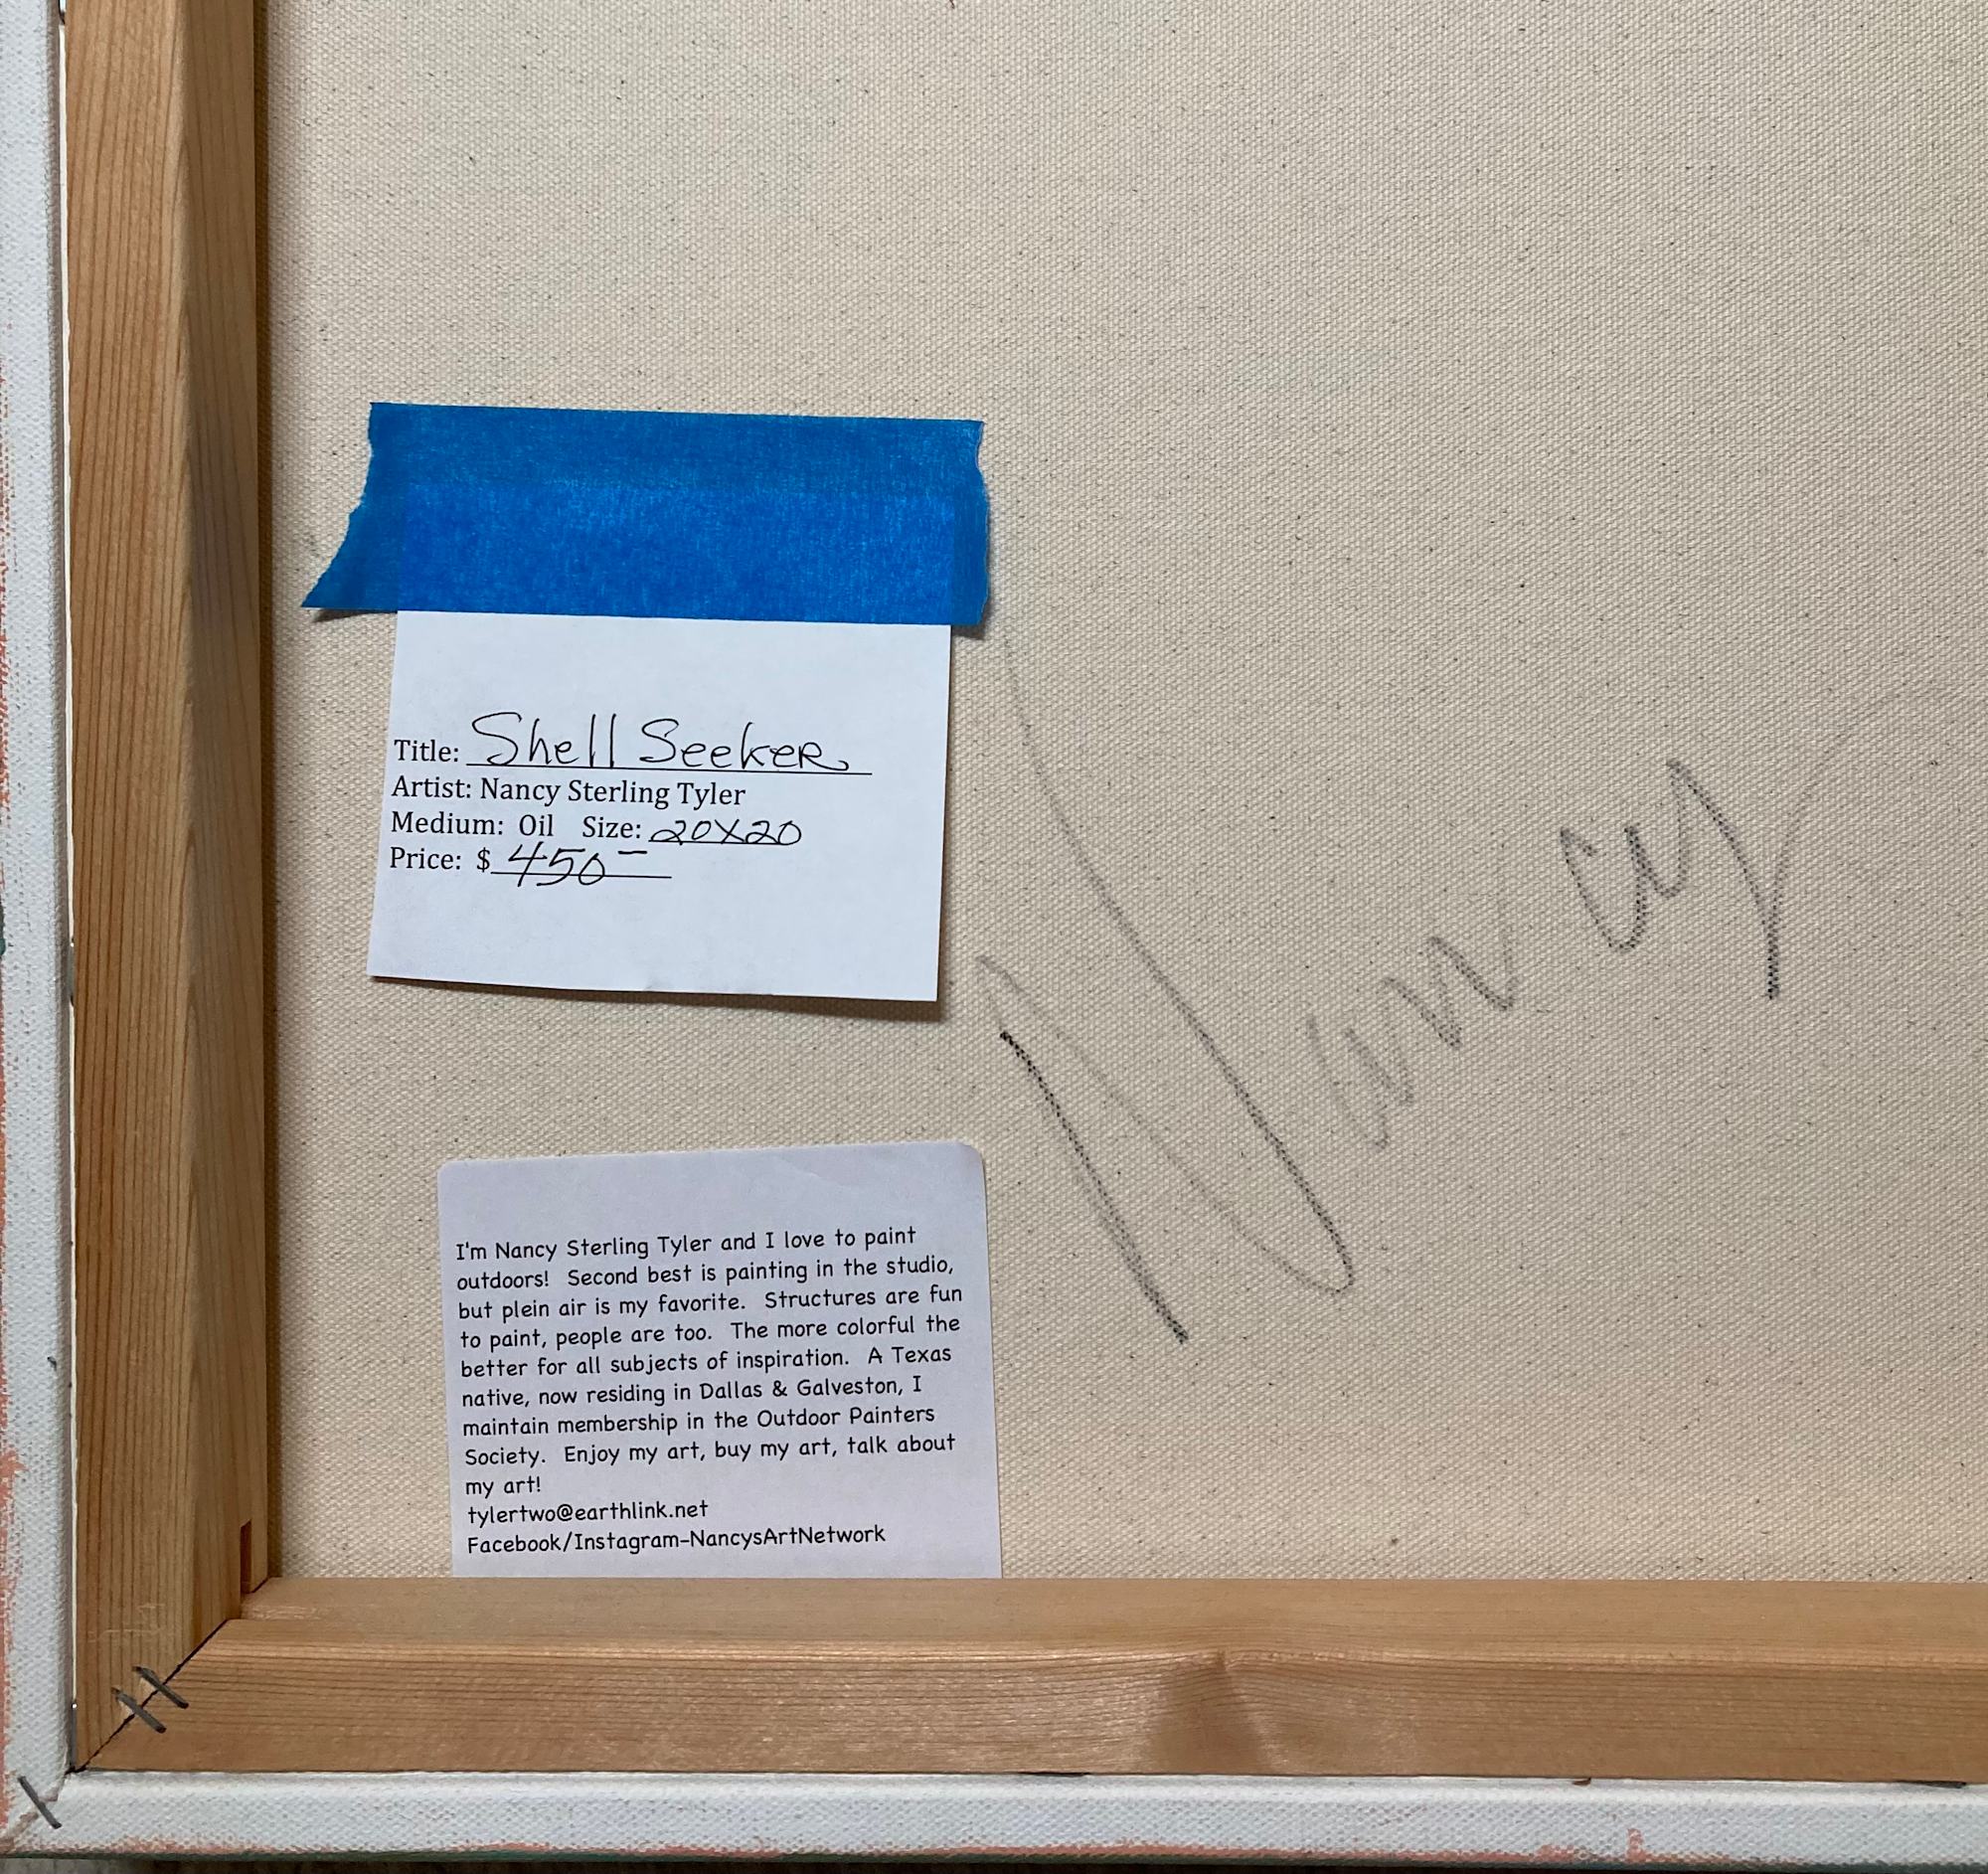 Title: Shell Seeker
Artist: Nancy Sterling Tyler
Medium: Oil Size: 20X20
Price: $ 450 —
Nancy
I'm Nancy Sterling Tyler and I love to paint
outdoors! Second best is painting in the studio,
but plein air is my favorite. Structures are fun
to paint, people are too. The more colorful the
better for all subjects of inspiration. A Texas
native, now residing in Dallas & Galveston, I
maintain membership in the Outdoor Painters
Society. Enjoy my art, buy my art, talk about
my art!
tylertwo@earthlink.net
Facebook/Instagram-NancysArtNetwork